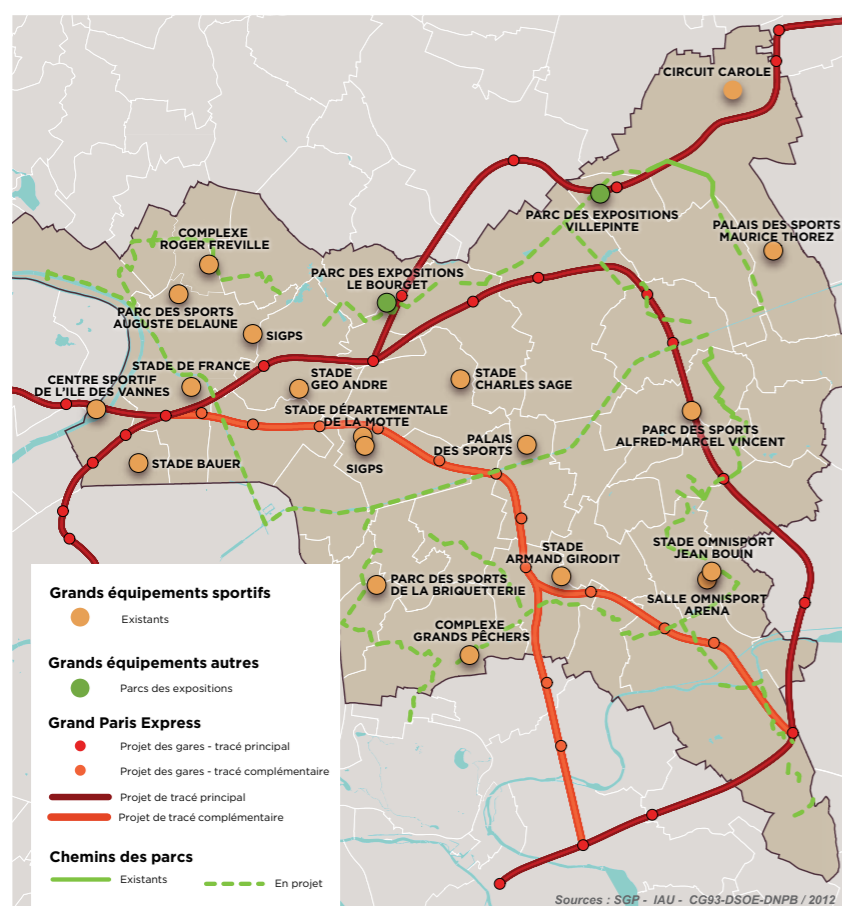 CIRCUIT CAROLE
PARC DES EXPOSITIONS
VILLEPINTE
PALAIS DES SPORTS
MAURICE THOREZ
COMPLEXE
ROGER FREVILLE
PARC DES EXPOSITIONS
LE BOURGET
PARC DES SPORTS
AUGUSTE DELAUNE
SIGPS
STADE DE FRANCE
CENTRE SPORTIF
DE L'ILE DES VANNES
STADE
GEO ANDRE
STADE
CHARLES SAGE
STADE DÉPARTEMENTALE
DE LA MOTTE
SIGPS
PALAIS
DES SPORTS
PARC DES SPORTS
ALFRED-MARCEL VINCENT
STADE BAUER
STADE
ARMAND GIRODIT
STADE OMNISPORT
JEAN BOUIN
SALLE OMNISPORT
ARENA
PARC DES SPORTS
DE LA BRIQUETTERIE
COMPLEXE
GRANDS PÊCHERS
Grands équipements sportifs
Existants
Grands équipements autres
Parcs des expositions
Grand Paris Express
Projet des gares - tracé principal
Projet des gares - tracé complémentaire
Projet de tracé principal
Projet de tracé complémentaire
Chemins des parcs
Existants
En projet
Sources : SGP - IAU - CG93-DSOE-DNPB / 2012